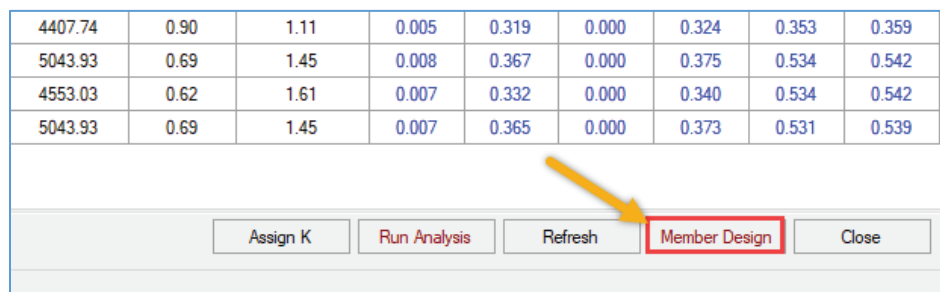 4407.74 0.90 1.11 0.005 0.319 0.000 0.324 0.353 0.359
5043.93 0.69 1.45 0.008 0.367 0.000 0.375 0.534 0.542
4553.03 0.62 1.61 0.007 0.332 0.000 0.340 0.534 0.542
5043.93 0.69 1.45 0.007 0.365 0.000 0.373 0.531 0.539
Assign K Run Analysis Refresh Member Design Close